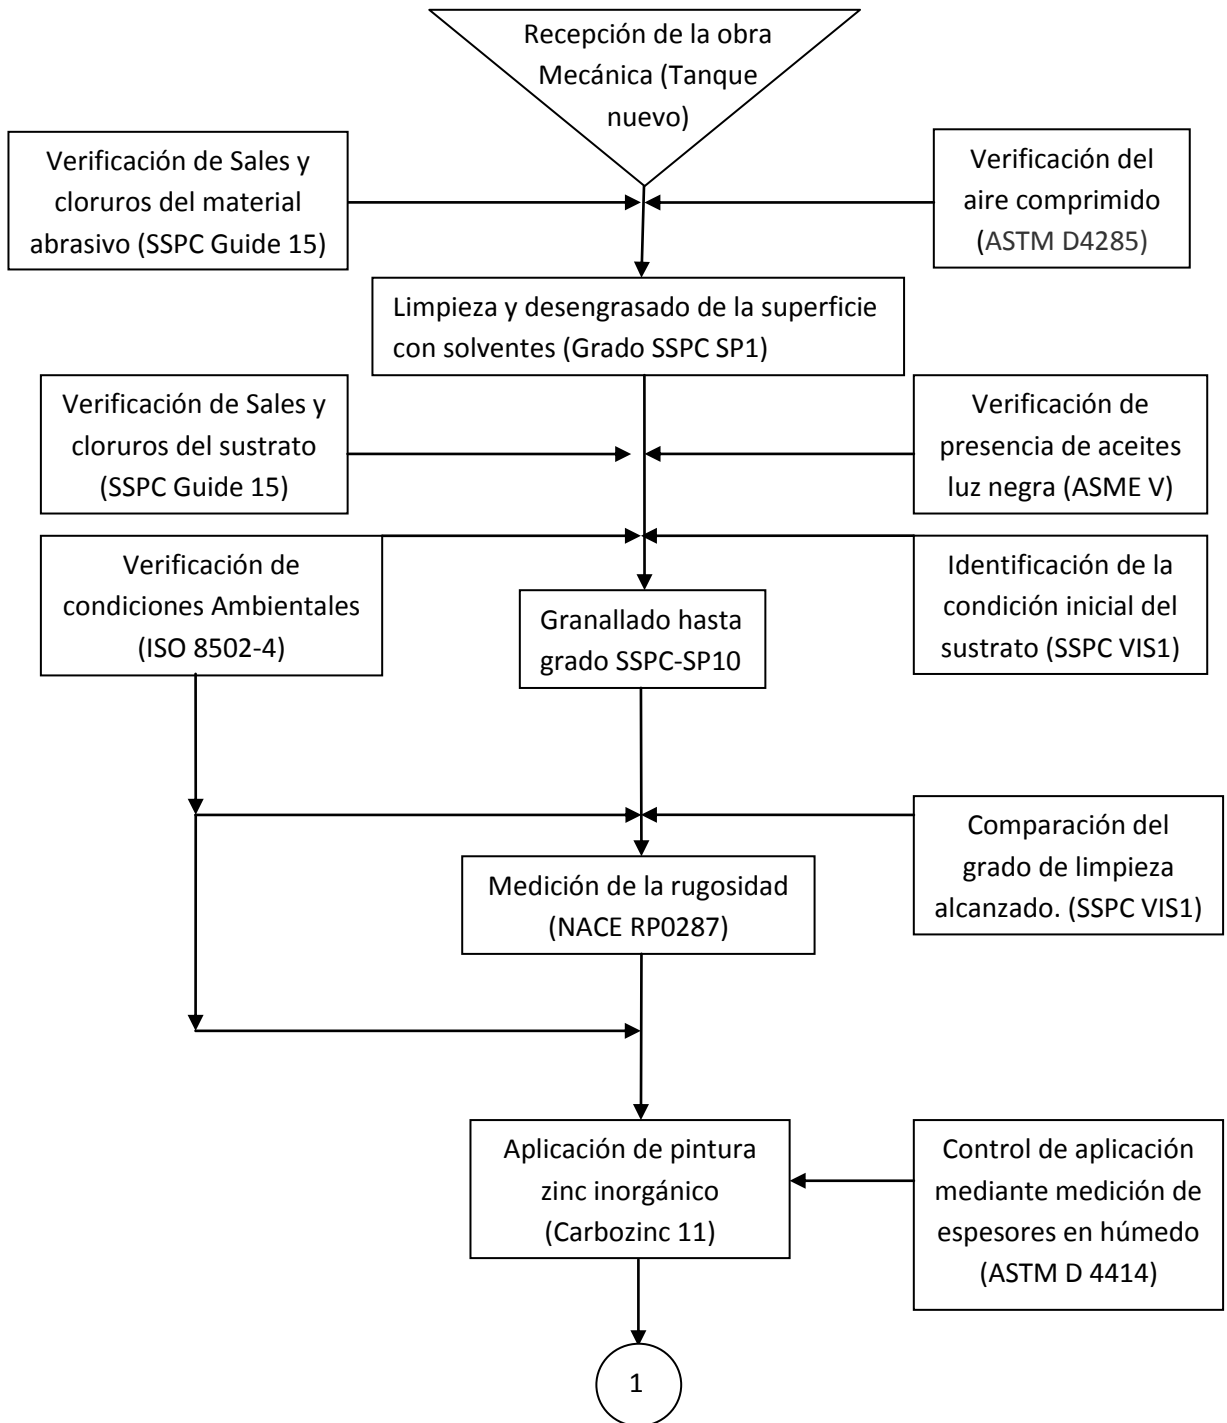 Recepción de la obra
Mecánica (Tanque
nuevo)
Verificación de Sales y
cloruros del material
abrasivo (SSPC Guide 15)
Verificación del
aire comprimido
(ASTM D4285)
Limpieza y desengrasado de la superficie
con solventes (Grado SSPC SP1)
Verificación de Sales y
cloruros del sustrato
(SSPC Guide 15)
Verificación de
presencia de aceites
luz negra (ASME V)
Verificación de
condiciones Ambientales
(ISO 8502-4)
Identificación de la
condición inicial del
sustrato (SSPC VIS1)
Granallado hasta
grado SSPC-SP10
Comparación del
grado de limpieza
alcanzado. (SSPC VIS1)
Medición de la rugosidad
(NACE RP0287)
Aplicación de pintura
zinc inorgánico
(Carbozinc 11)
Control de aplicación
mediante medición de
espesores en húmedo
(ASTM D 4414)
1